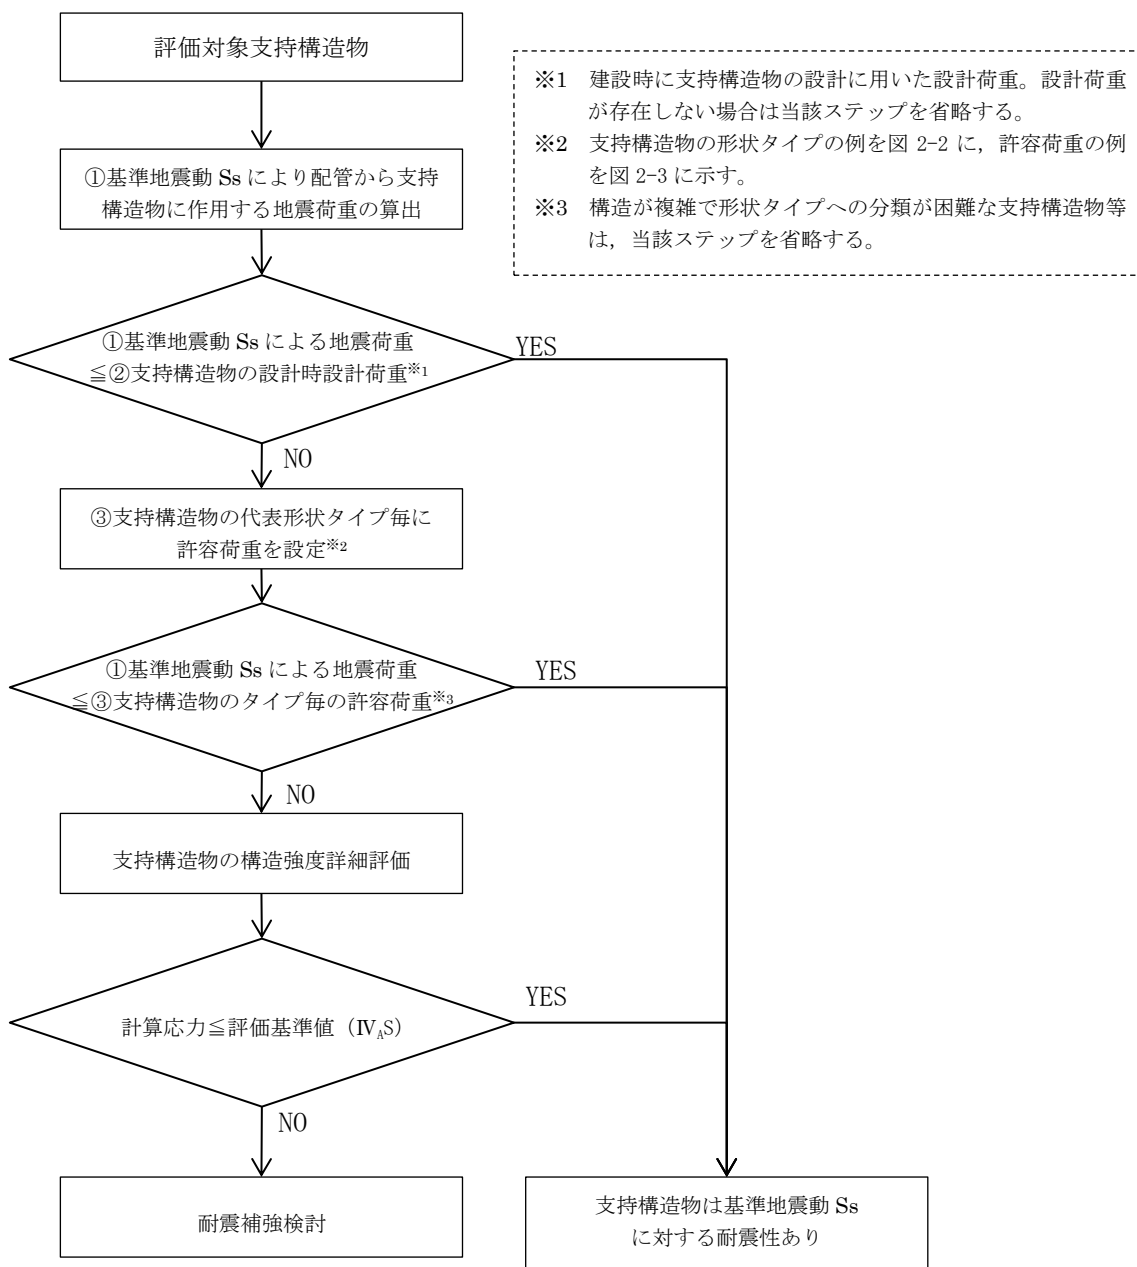 評価対象支持構造物
※1 建設時に支持構造物の設計に用いた設計荷重。設計荷重
が存在しない場合は当該ステップを省略する。
※2 支持構造物の形状タイプの例を図 2-2 に，許容荷重の例
を図 2-3 に示す。
※3 構造が複雑で形状タイプへの分類が困難な支持構造物等
は，当該ステップを省略する。
①基準地震動 Ss により配管から支持
構造物に作用する地震荷重の算出
①基準地震動 Ss による地震荷重
≦②支持構造物の設計時設計荷重※1
YES
NO
③支持構造物の代表形状タイプ毎に
許容荷重を設定※2
①基準地震動 Ss による地震荷重
≦③支持構造物のタイプ毎の許容荷重※3
YES
NO
支持構造物の構造強度詳細評価
計算応力≦評価基準値（ⅣAS）
YES
NO
耐震補強検討
支持構造物は基準地震動 Ss
に対する耐震性あり